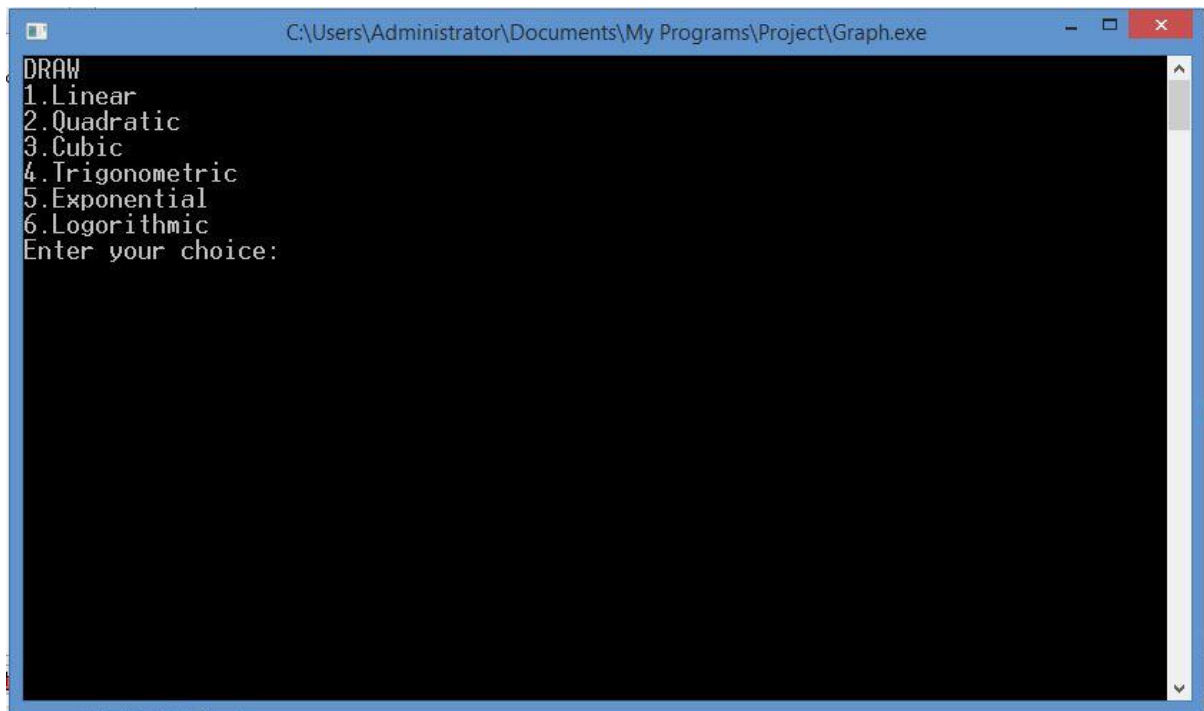 C:\Users\Administrator\Documents\My Programs\Project\Graph.exe
DRAW
1.Linear
2.Quadratic
3.Cubic
4.Trigonometric
5.Exponential
6.Logorithmic
Enter your choice: